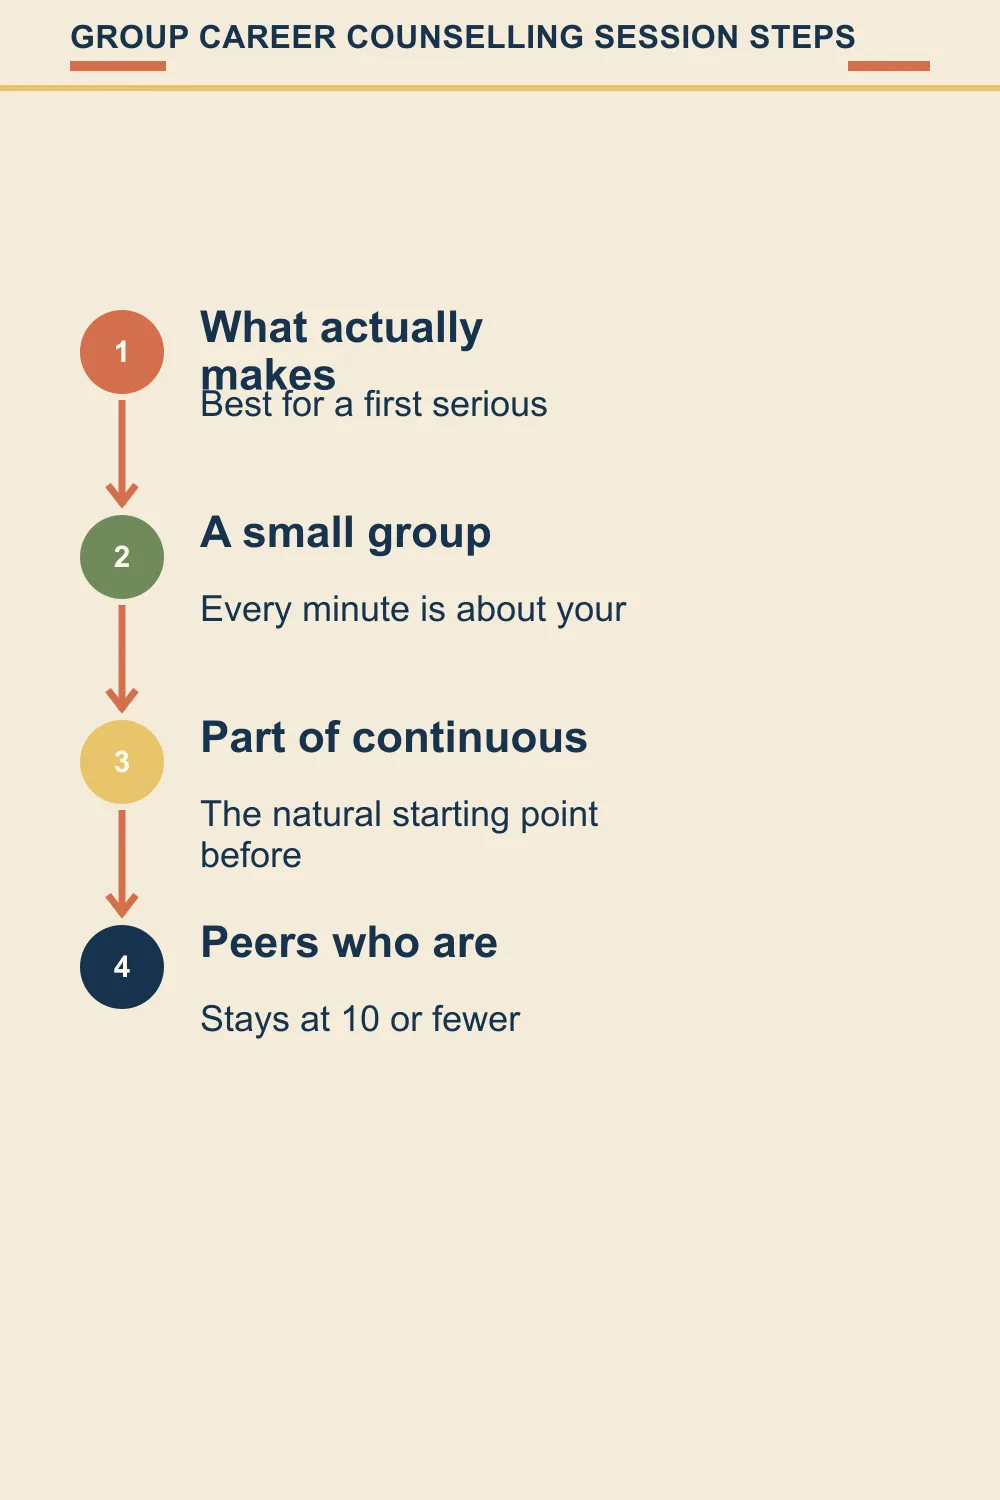 GROUP CAREER COUNSELLING SESSION STEPS
1
What actually
makes
Best for a first serious
2
A small group
Every minute is about your
3
Part of continuous
The natural starting point
before
4
Peers who are
Stays at 10 or fewer